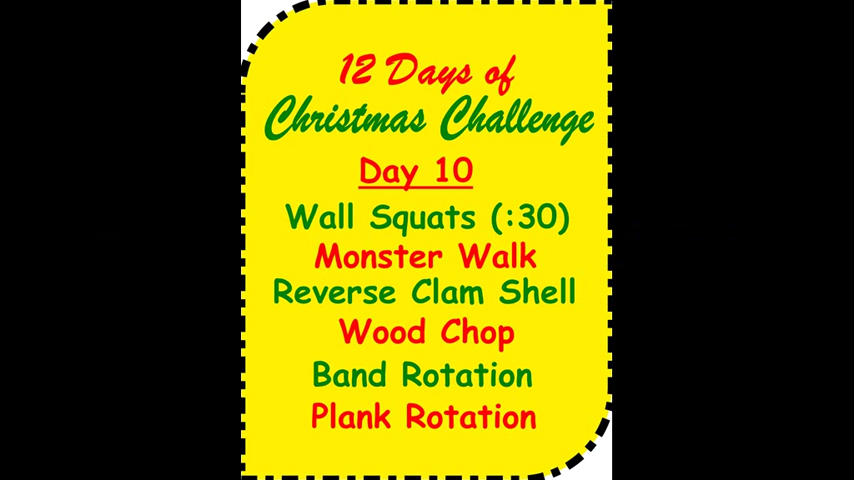 12 Days of
Christmas Challenge
Day 10
Wall Squats (:30)
Monster Walk
Reverse Clam Shell
Wood Chop
Band Rotation
Plank Rotation